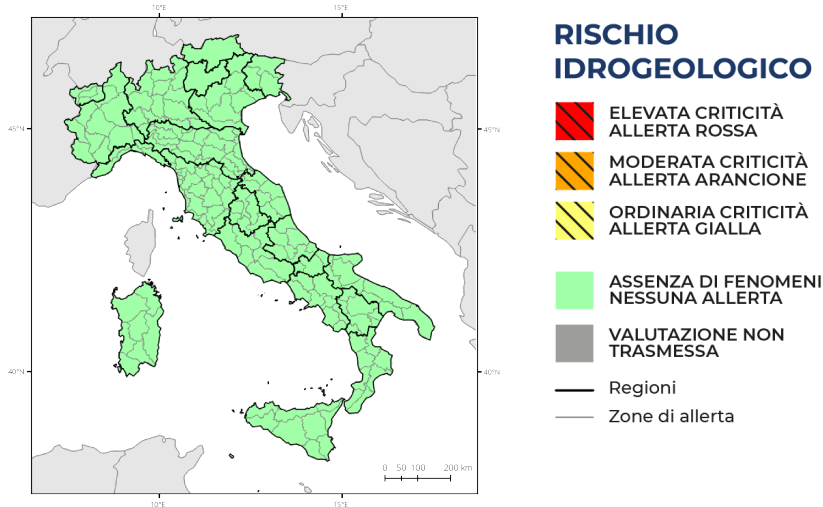 10°E 15°E
45°N 45°N
40°N 40°N
0 50 100 200 km
10°E 15°E
RISCHIO
IDROGEOLOGICO
ELEVATA CRITICITÀ
ALLERTA ROSSA
MODERATA CRITICITÀ
ALLERTA ARANCIONE
ORDINARIA CRITICITÀ
ALLERTA GIALLA
ASSENZA DI FENOMENI
NESSUNA ALLERTA
VALUTAZIONE NON
TRASMESSA
Regioni
Zone di allerta